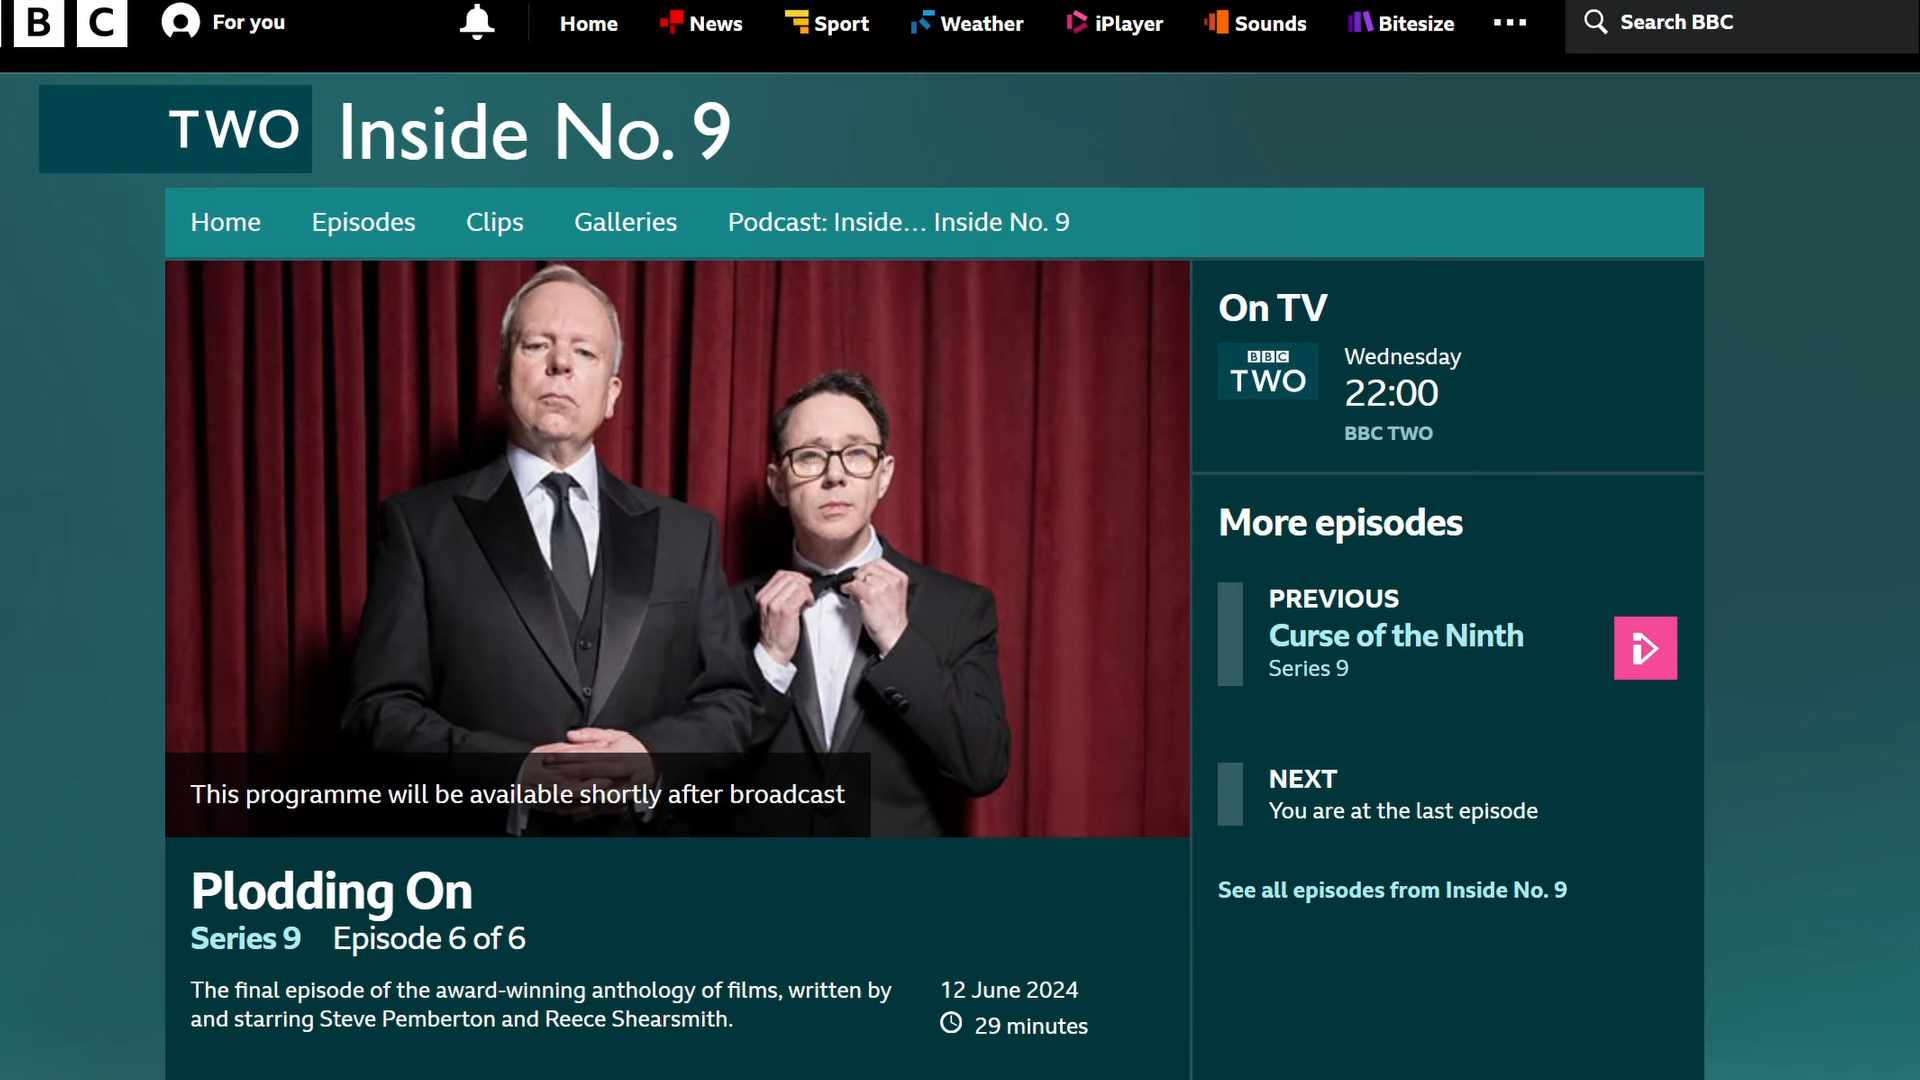 B C
For you
Home
News
Sport
Weather
iPlayer
Sounds
Bitesize
Search BBC
TWO
Inside No. 9
Home
Episodes
Clips
Galleries
Podcast: Inside… Inside No. 9
This programme will be available shortly after broadcast
Plodding On
Series 9 Episode 6 of 6
The final episode of the award-winning anthology of films, written by
and starring Steve Pemberton and Reece Shearsmith.
12 June 2024
29 minutes
On TV
BBC
TWO
Wednesday
22:00
BBC TWO
More episodes
PREVIOUS
Curse of the Ninth
Series 9
NEXT
You are at the last episode
See all episodes from Inside No. 9